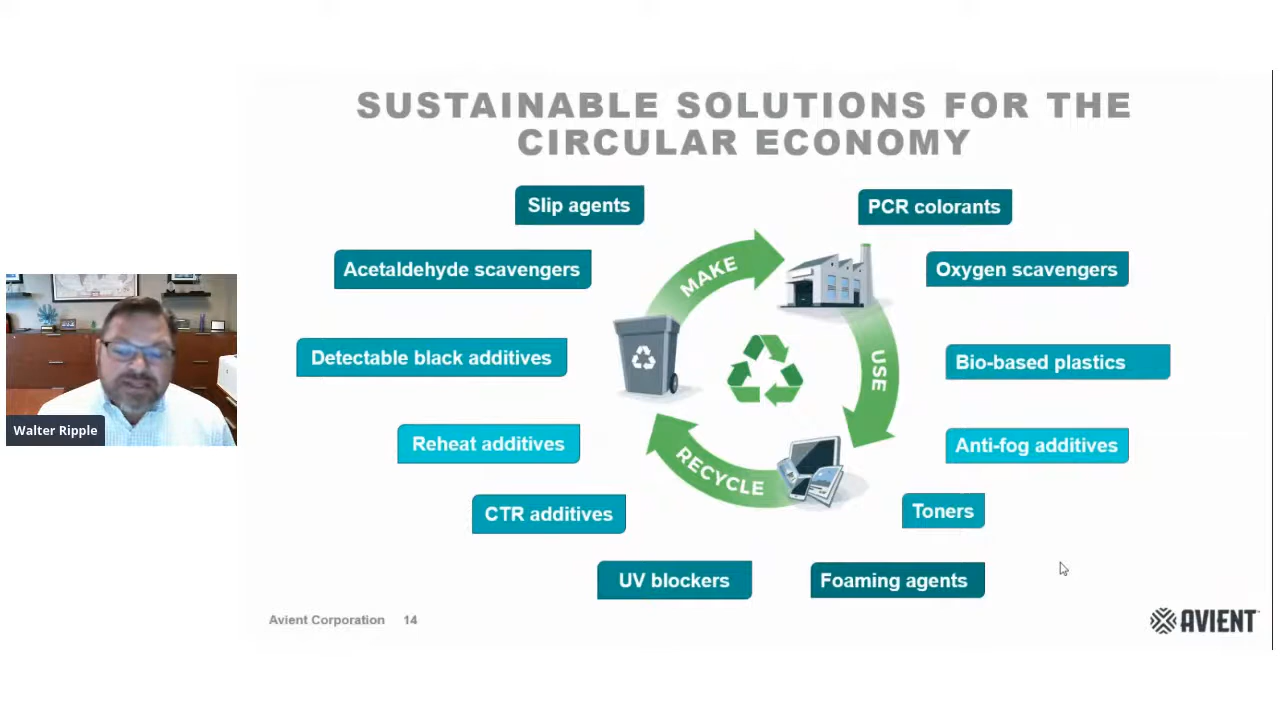 SUSTAINABLE SOLUTIONS FOR THE
CIRCULAR ECONOMY
Slip agents
PCR colorants
Acetaldehyde scavengers
Oxygen scavengers
MAKE
Detectable black additives
USE
Bio-based plastics
Reheat additives
Anti-fog additives
RECYCLE
CTR additives
Toners
UV blockers
Foaming agents
Walter Ripple
Avient Corporation 14
AVIENT